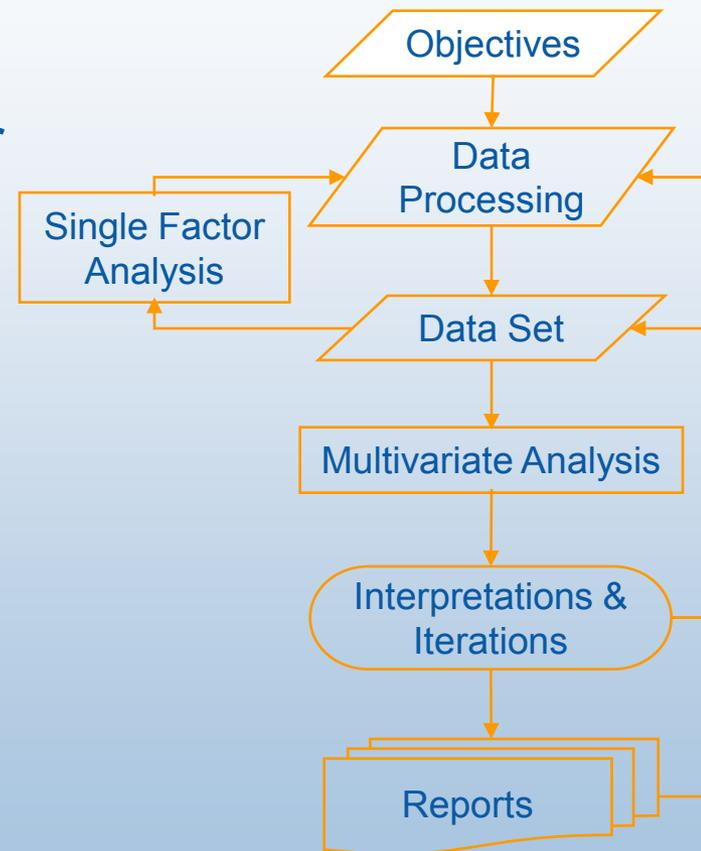 Objectives
Data
Processing
Single Factor
Analysis
Data Set
Multivariate Analysis
Interpretations &
Iterations
Reports